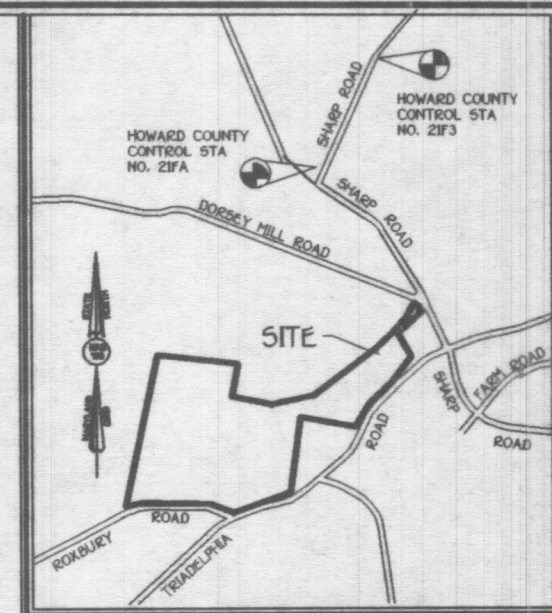 SHARP ROAD
HOWARD COUNTY
CONTROL STA
NO. 21F3
HOWARD COUNTY
CONTROL STA
NO. 21FA
SHARP ROAD
DORSEY MILL ROAD
SITE
FARM ROAD
SHARP
ROAD
ROAD
ROAD
ROXBURY
TRIADELPHIA